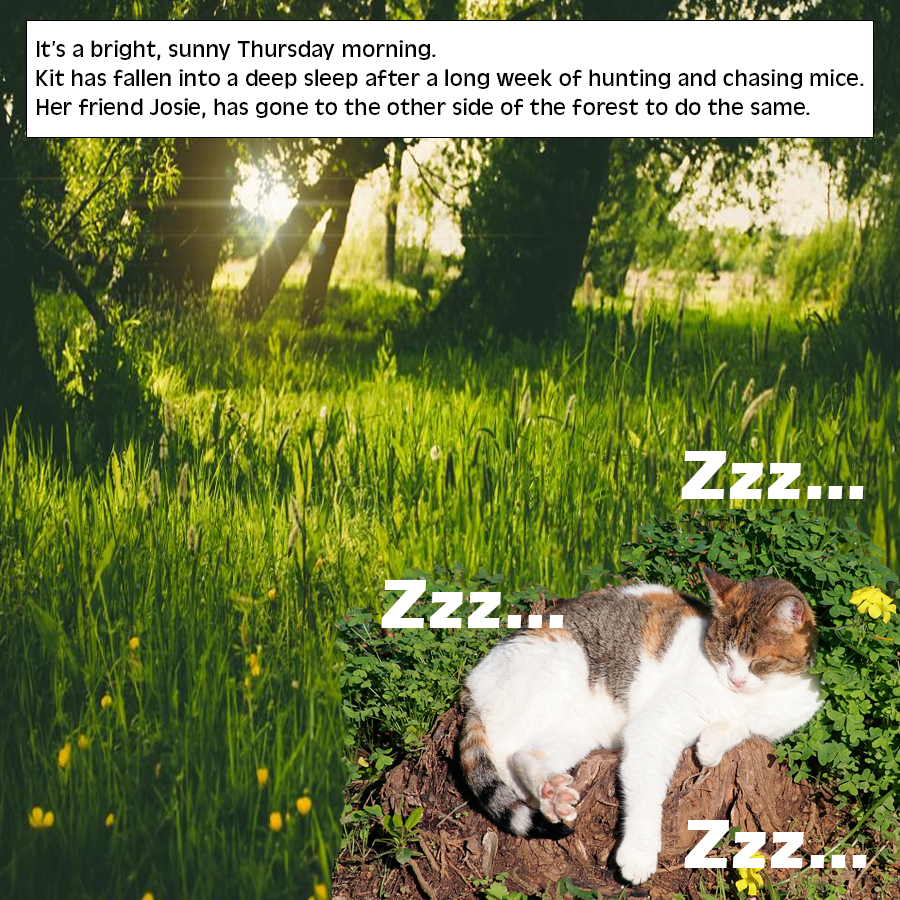 It's a bright, sunny Thursday morning.
Kit has fallen into a deep sleep after a long week of hunting and chasing mice.
Her friend Josie, has gone to the other side of the forest to do the same.
Zzz...
Zzz...
Zzz...